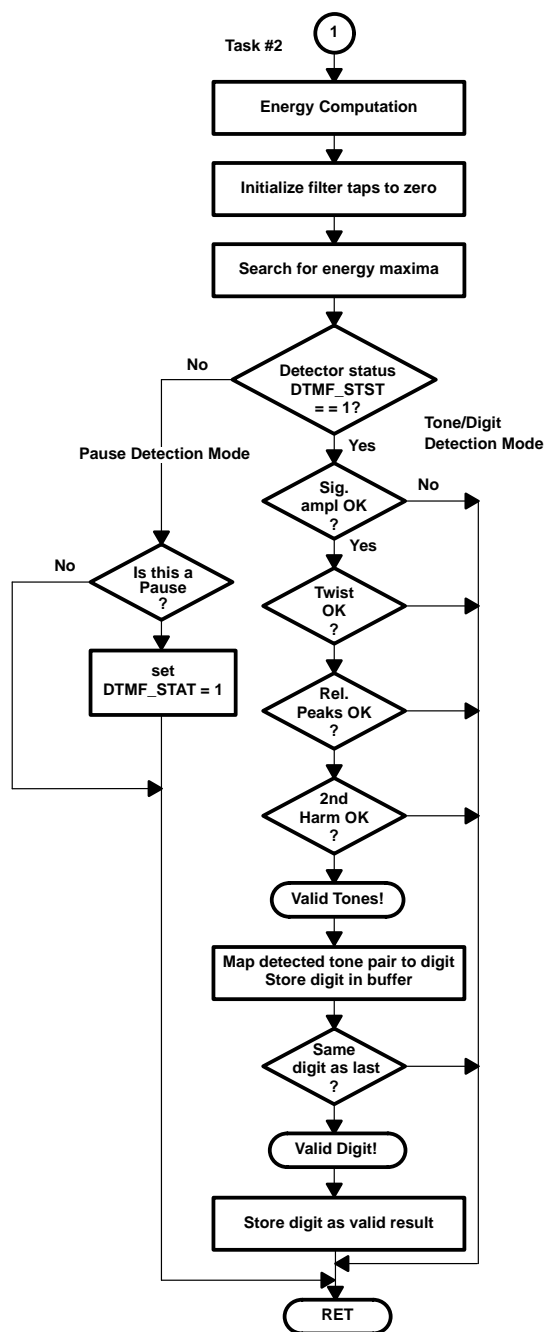 Task #2
1
Energy Computation
Initialize filter taps to zero
Search for energy maxima
No
Detector status
DTMF_STST
= = 1?
Tone/Digit
Detection Mode
Yes
Pause Detection Mode
Sig.
ampl OK
?
No
Yes
No
Is this a
Pause
?
Twist
OK
?
set
DTMF_STAT = 1
Rel.
Peaks OK
?
2nd
Harm OK
?
Valid Tones!
Map detected tone pair to digit
Store digit in buffer
Same
digit as last
?
Valid Digit!
Store digit as valid result
RET